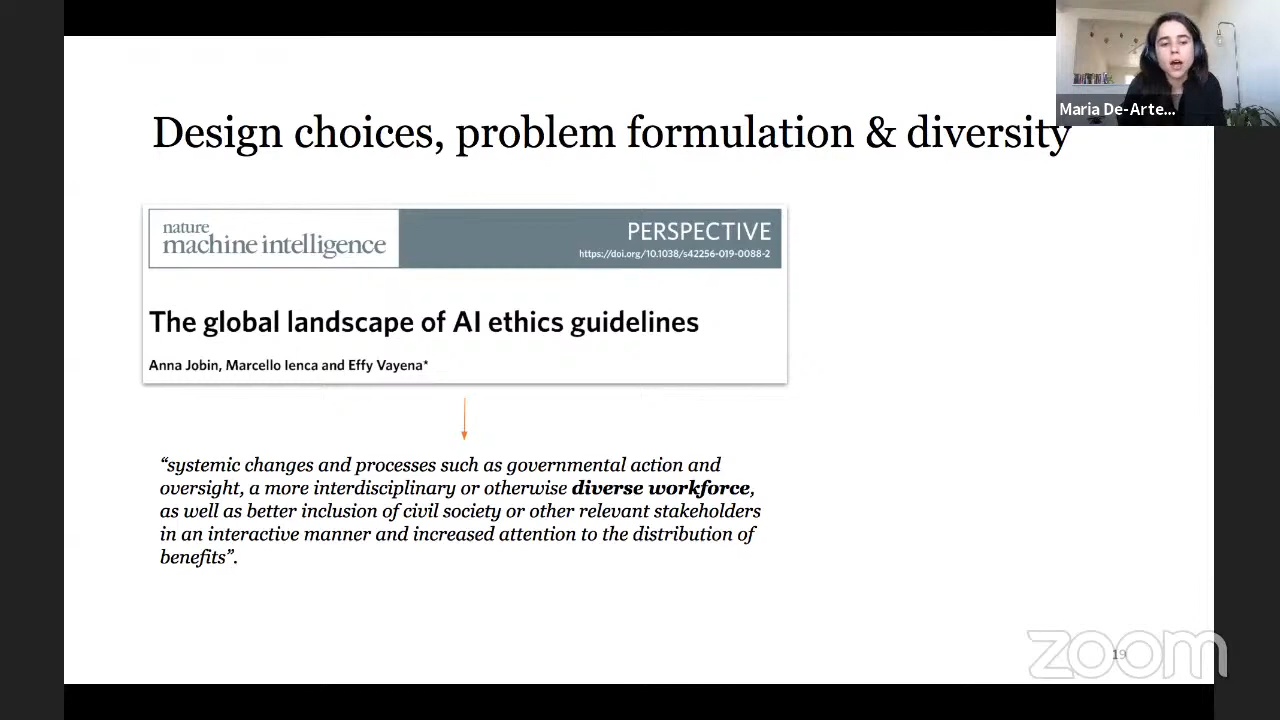 Maria De-Arte...
Design choices, problem formulation & diversity
nature
machine intelligence
PERSPECTIVE
https://doi.org/10.1038/s42256-019-0088-2
The global landscape of AI ethics guidelines
Anna Jobin, Marcello Ienca and Effy Vayena*
“systemic changes and processes such as governmental action and
oversight, a more interdisciplinary or otherwise diverse workforce,
as well as better inclusion of civil society or other relevant stakeholders
in an interactive manner and increased attention to the distribution of
benefits”.
zoom
19